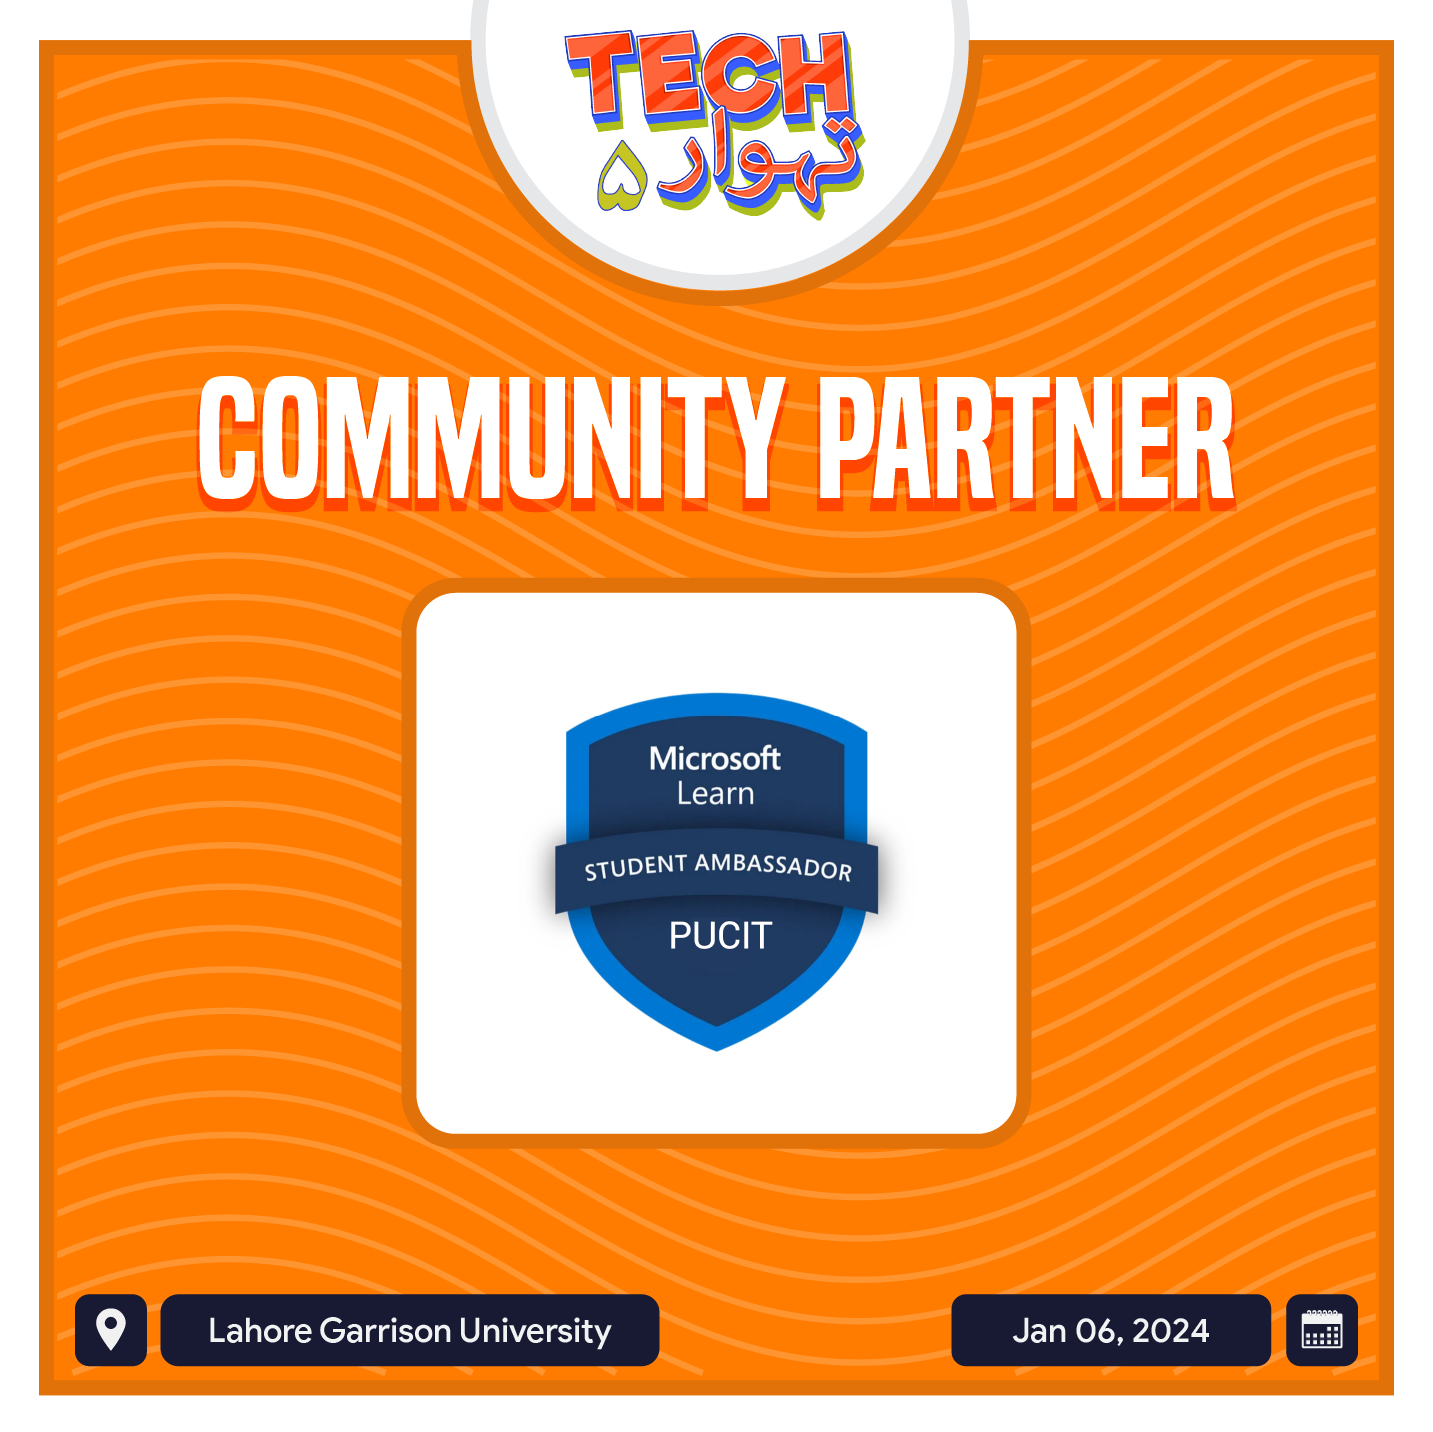 TECH
تہوار ۵
COMMUNITY PARTNER
Microsoft
Learn
STUDENT AMBASSADOR
PUCIT
Lahore Garrison University
Jan 06, 2024